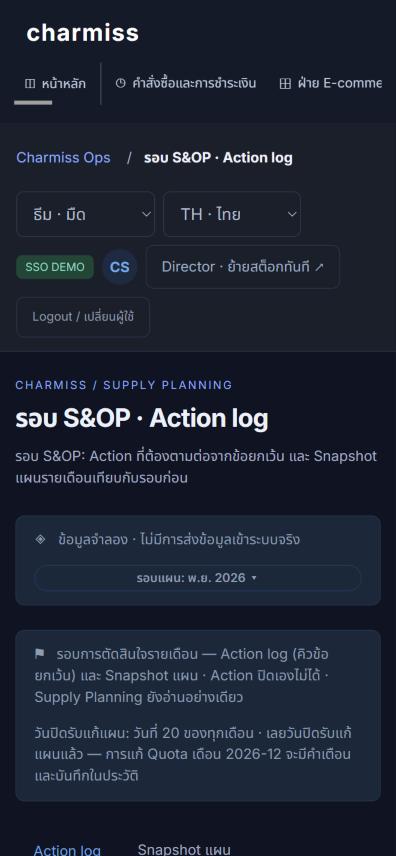 charmiss
หน้าหลัก
คำสั่งซื้อและการชำระเงิน
ฝ่าย E-comme
Charmiss Ops / รอบ S&OP · Action log
ธีม · มืด
TH · ไทย
SSO DEMO
CS
Director · ย้ายสต็อกทันที ↗
Logout / เปลี่ยนผู้ใช้
CHARMISS / SUPPLY PLANNING
รอบ S&OP · Action log
รอบ S&OP: Action ที่ต้องตามต่อจากข้อยกเว้น และ Snapshot
แผนรายเดือนเทียบกับรอบก่อน
◈ ข้อมูลจำลอง · ไม่มีการส่งข้อมูลเข้าระบบจริง
รอบแผน: พ.ย. 2026 ▾
⚑ รอบการตัดสินใจรายเดือน — Action log (คิวข้อ
ยกเว้น) และ Snapshot แผน · Action ปิดเองไม่ได้ ·
Supply Planning ยังอ่านอย่างเดียว
วันปิดรับแก้แผน: วันที่ 20 ของทุกเดือน · เลยวันปิดรับแก้
แผนแล้ว — การแก้ Quota เดือน 2026-12 จะมีคำเตือน
และบันทึกในประวัติ
Action log
Snapshot แผน